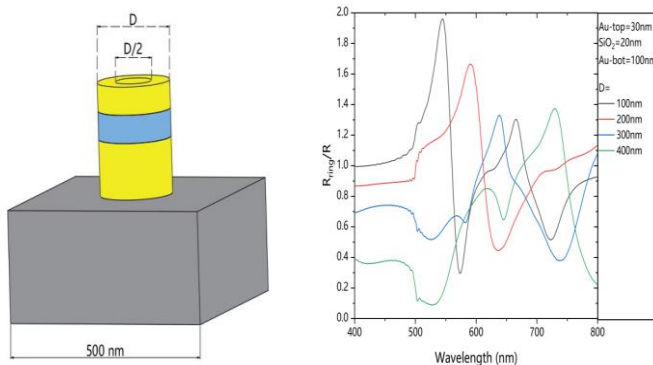 D
D/2
500 nm
R_ring/R
2.0
1.8
1.6
1.4
1.2
1.0
0.8
0.6
0.4
0.2
0.0
400 500 600 700 800
Wavelength (nm)
Au-top=30nm
SiO₂=20nm
Au-bot=100nm
D=
100nm
200nm
300nm
400nm